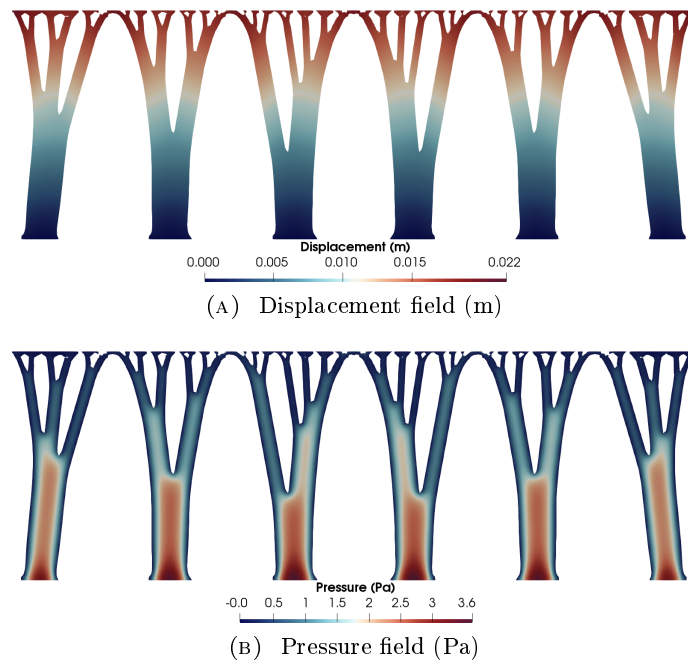 Displacement (m)
0.000 0.005 0.010 0.015 0.022
(A) Displacement field (m)
Pressure (Pa)
-0.0 0.5 1 1.5 2 2.5 3 3.6
(B) Pressure field (Pa)